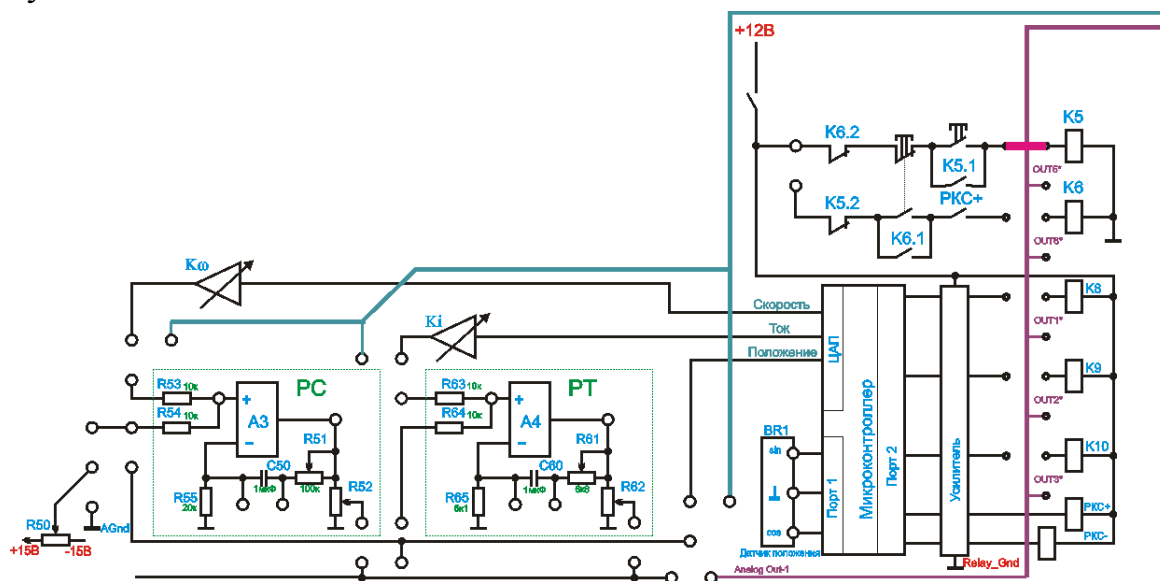 +12В
K5
K6.2
K5.1
OUT5*
K6
K5.2
РКС+
K6.1
OUT6*
Kω
K8
Скорость
Ki
OUT1*
Ток
Положение
ЦАП
K9
R53 10к
РС
R63 10к
РТ
R54 10к
A3
R64 10к
A4
OUT2*
Микроконтроллер
Порт 2
Усилитель
R51
R61
BR1
sin
K10
C50
C60
1мкФ
100к
1мкФ
6к8
R52
R62
R55
20к
R65
5к1
Порт 1
OUT3*
R50
AGnd
cos
РКС+
+15В
-15В
Датчик положения
РКС-
Relay_Gnd
Analog Out-1